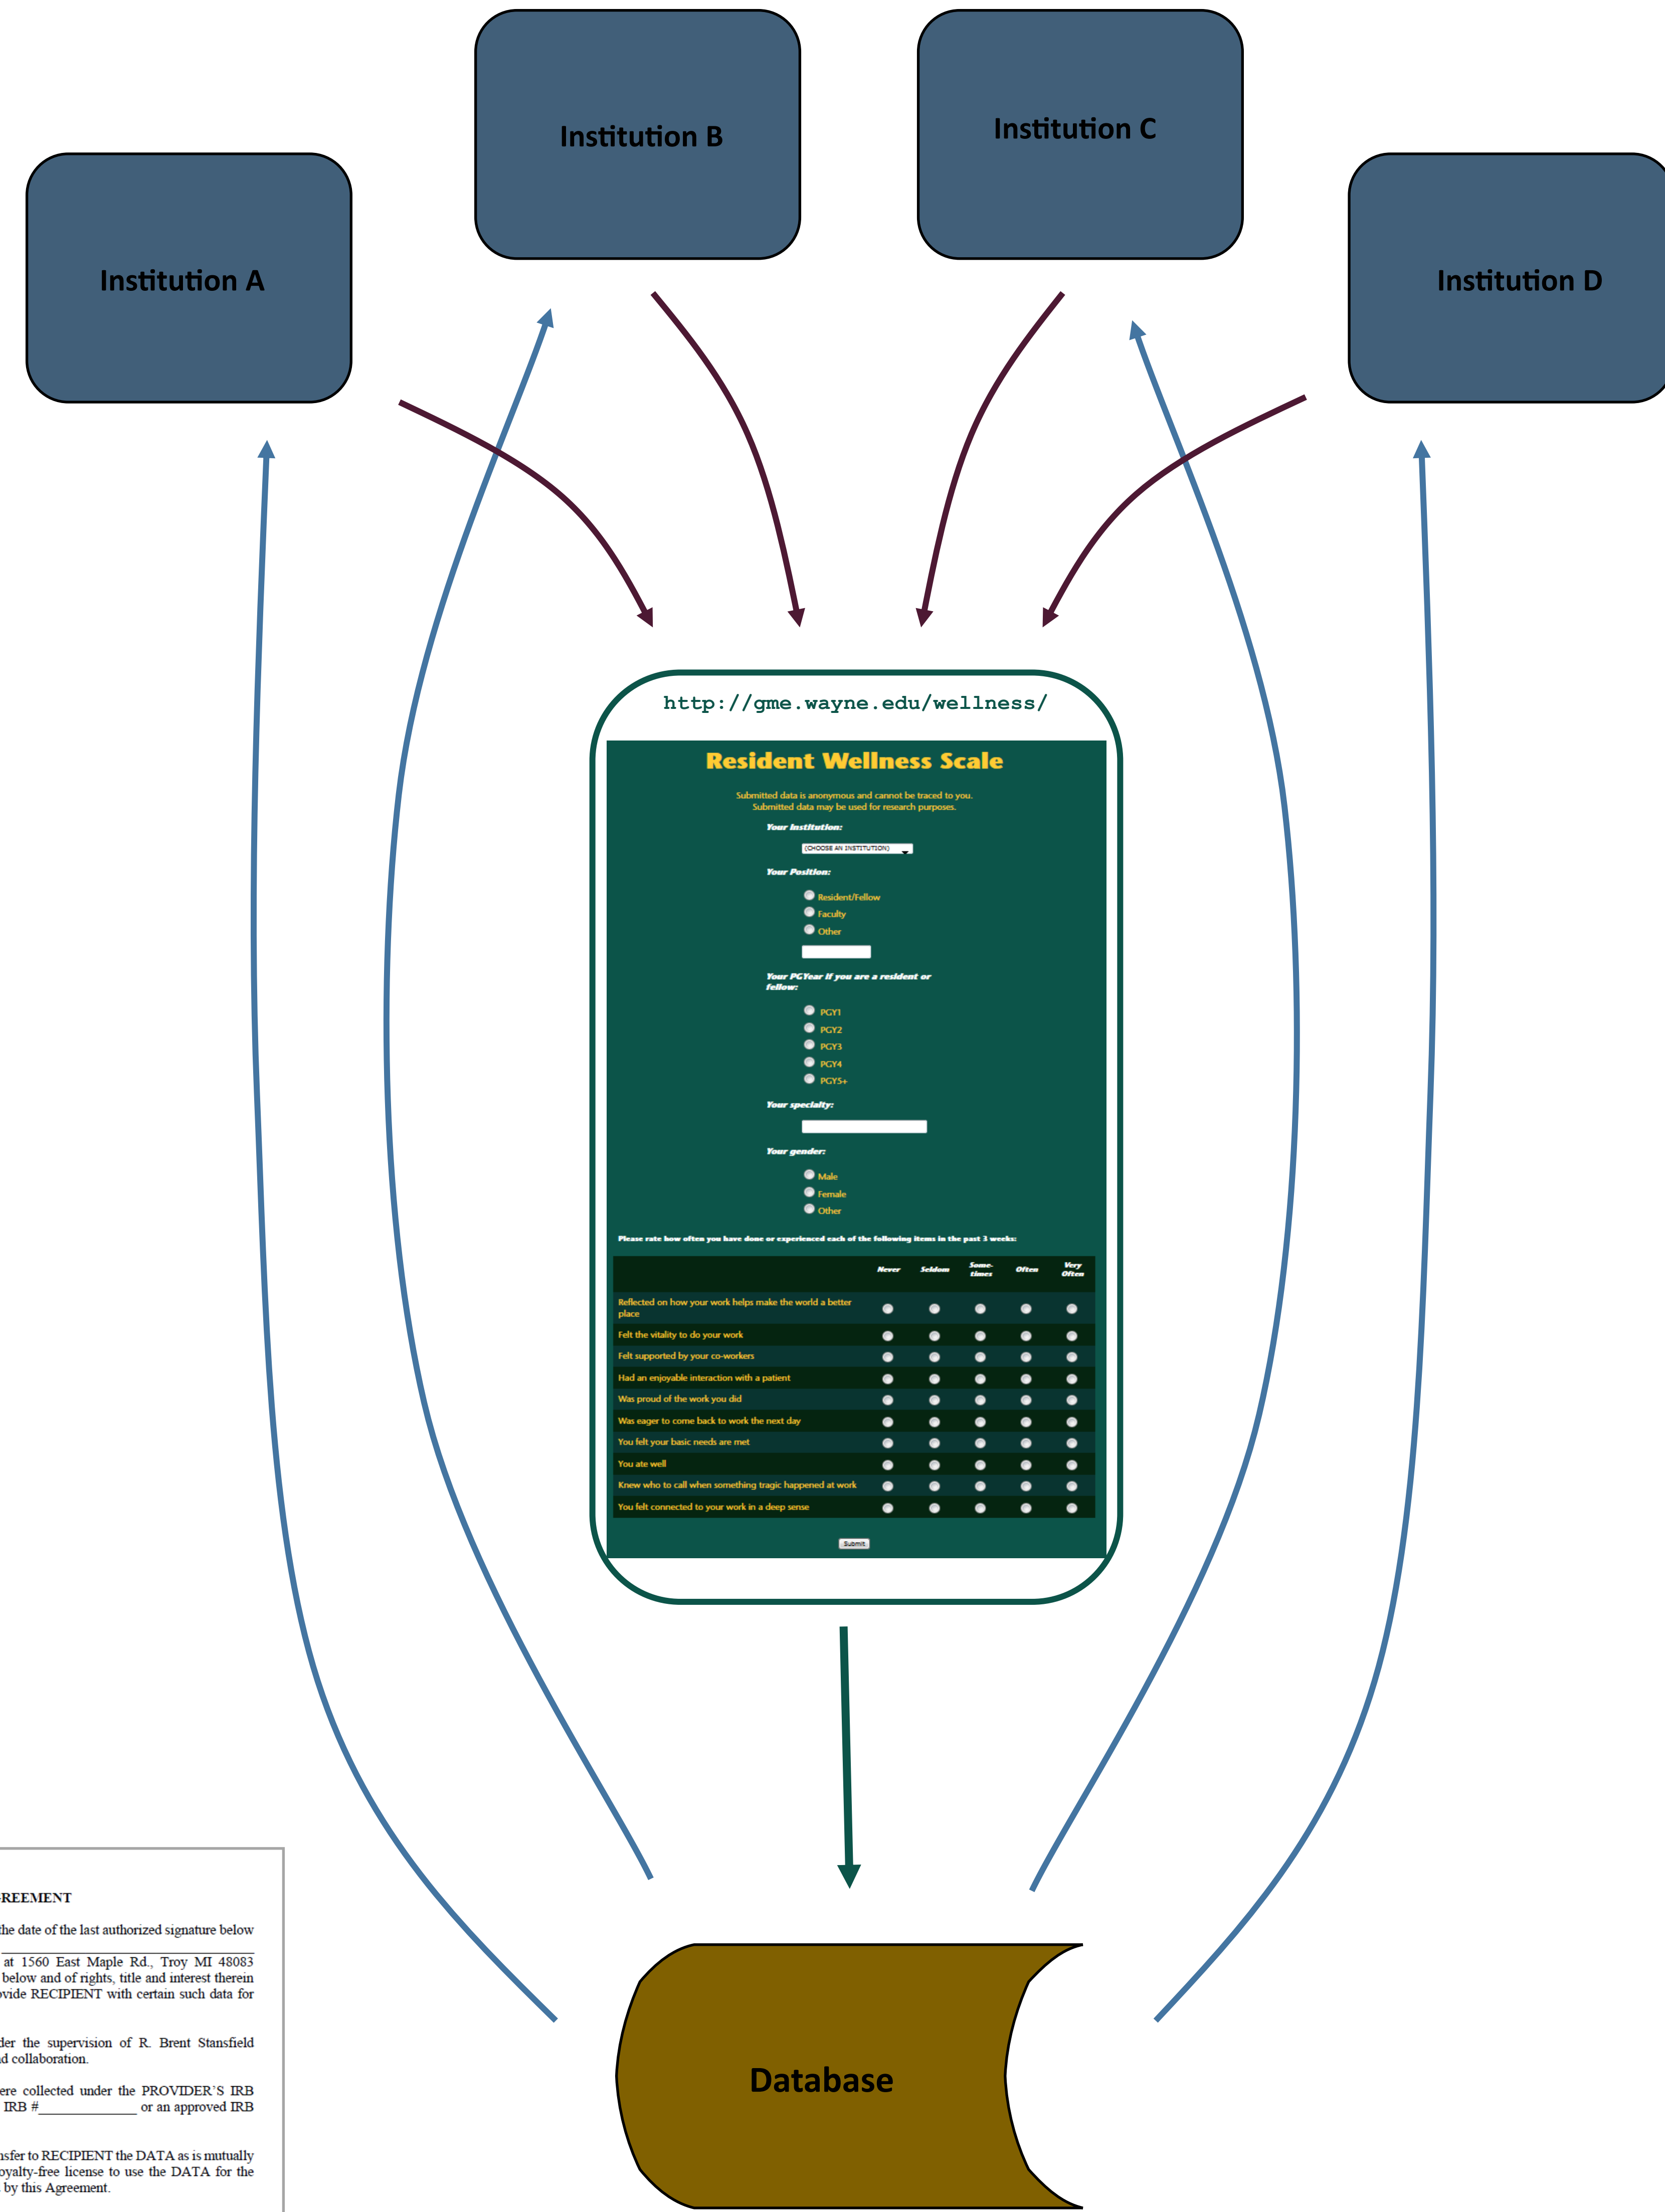 Institution B
Institution C
Institution A
Institution D
http://gme.wayne.edu/wellness/
Resident Wellness Scale
Submitted data is anonymous and cannot be traced to you.
Submitted data may be used for research purposes.
Your Institution:
(CHOOSE AN INSTITUTION)
Your Position:
Resident/Fellow
Faculty
Other
Your PGYear if you are a resident or
fellow:
PGY1
PGY2
PGY3
PGY4
PGY5+
Your specialty:
Your gender:
Male
Female
Other
Please rate how often you have done or experienced each of the following items in the past 3 weeks:
Never Seldom Some-times Often Very Often
Reflected on how your work helps make the world a better
place
Felt the vitality to do your work
Felt supported by your co-workers
Had an enjoyable interaction with a patient
Was proud of the work you did
Was eager to come back to work the next day
You felt your basic needs are met
You ate well
Knew who to call when something tragic happened at work
You felt connected to your work in a deep sense
Submit
REEMENT
he date of the last authorized signature below
at 1560 East Maple Rd., Troy MI 48083
below and of rights, title and interest therein
vide RECIPIENT with certain such data for
der the supervision of R. Brent Stansfield
d collaboration.
ere collected under the PROVIDER'S IRB
IRB #______________ or an approved IRB
nsfer to RECIPIENT the DATA as is mutually
oyalty-free license to use the DATA for the
by this Agreement.
Database